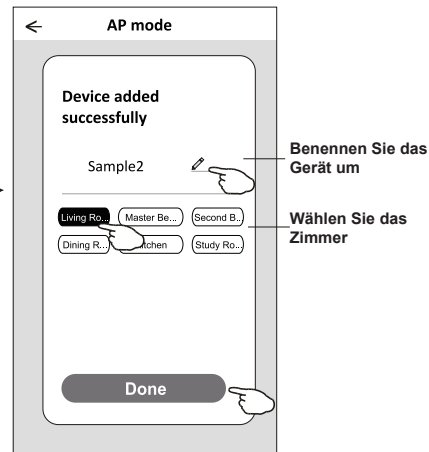 AP mode
Device added
successfully
Sample2
Benennen Sie das
Gerät um
Living Ro...
Master Be...
Second B...
Wählen Sie das
Zimmer
Dining R...
tchen
Study Ro...
Done